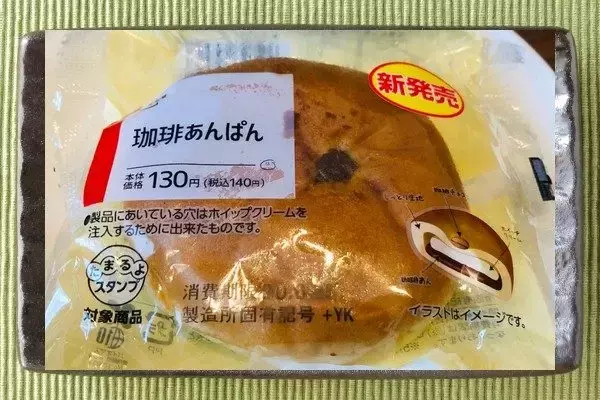 新発売
珈琲あんぱん
本体
価格 130円(税込140円)
●製品にあいている穴はホイップクリームを
注入するために出来たものです。
たまるよ
スタンプ
対象商品
消費期限
製造所固有記号 +YK
イラストはイメージです。